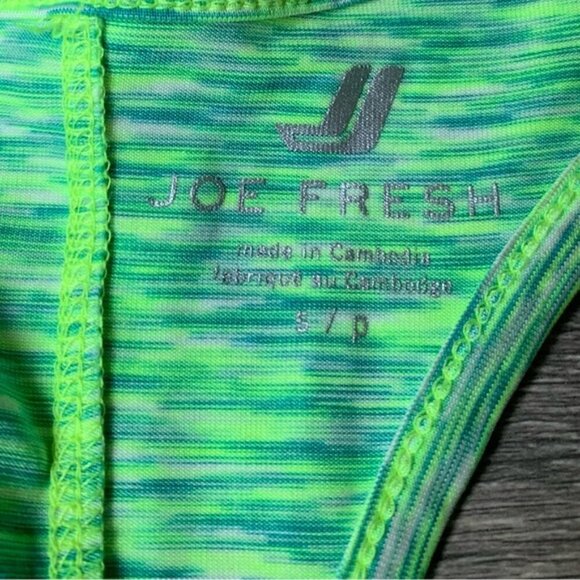 JOE FRESH
made in Cambodia
fabriqué au Cambodge
s / p